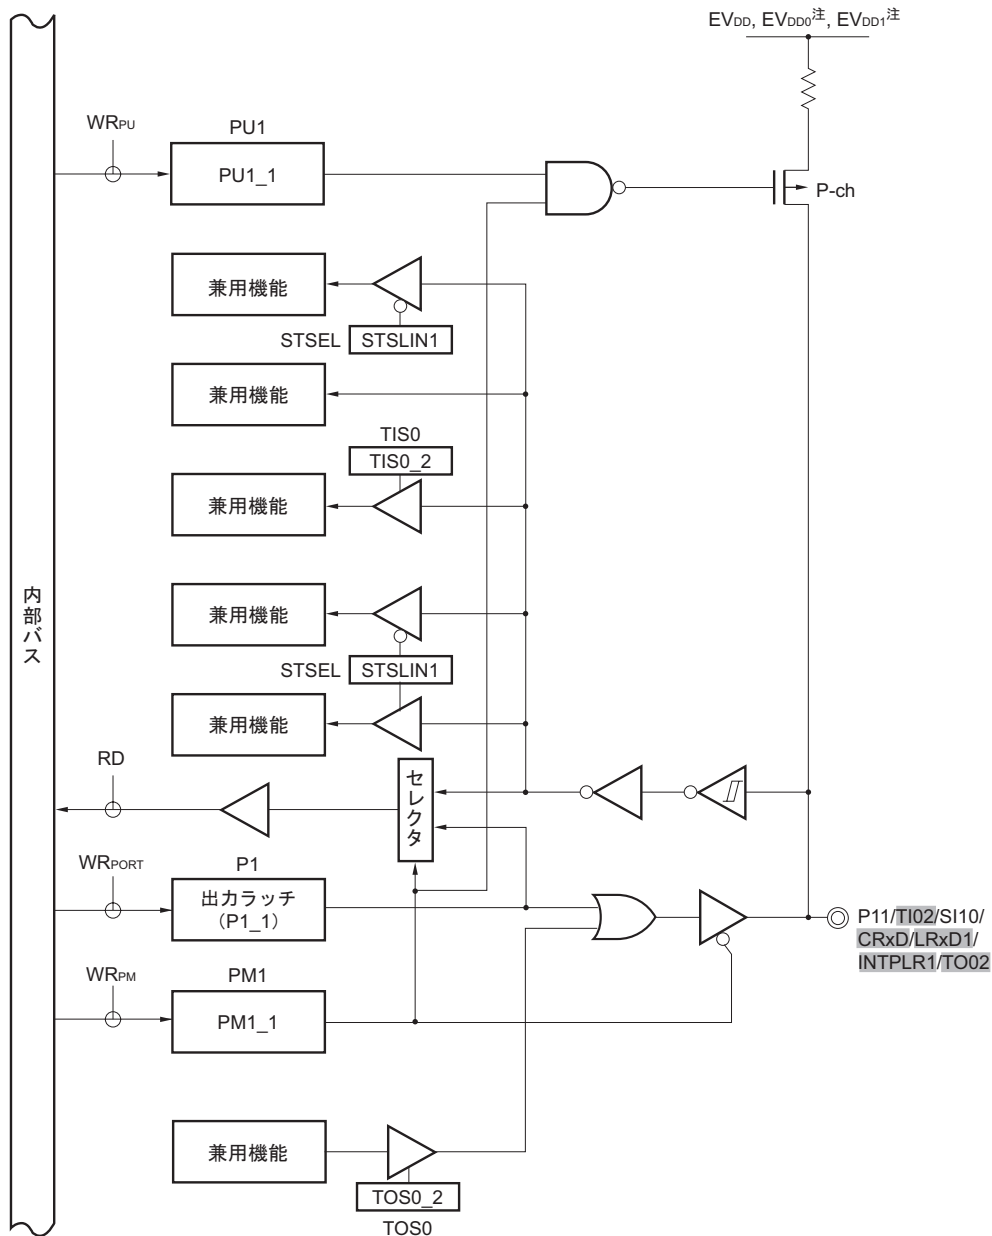 EVDD, EVDD0注, EVDD1注
WRPU
PU1
PU1_1
P-ch
兼用機能
STSEL STSLIN1
兼用機能
TIS0
TIS0_2
兼用機能
兼用機能
内部バス
STSEL STSLIN1
兼用機能
RD
セレクタ
WRPORT
P1
出力ラッチ
(P1_1)
P11/TI02/SI10/
CRxD/LRxD1/
INTPLR1/TO02
WRPM
PM1
PM1_1
兼用機能
TOS0_2
TOS0